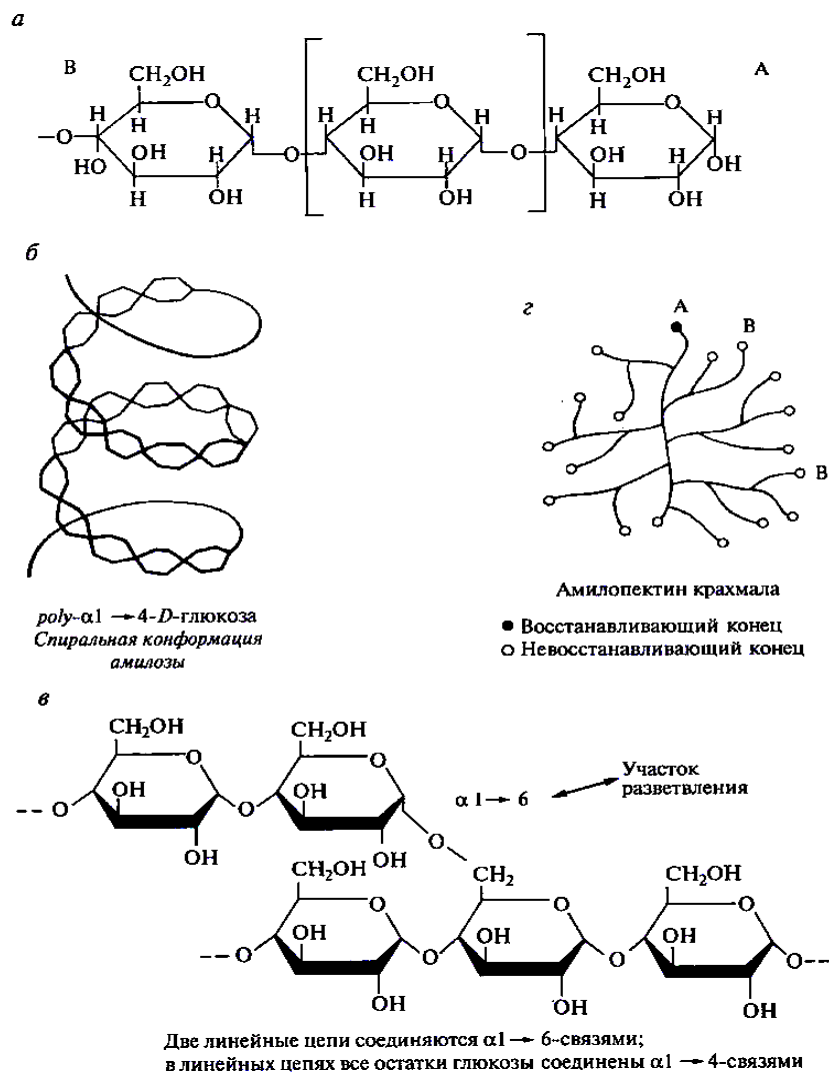 а
В
CH₂OH
CH₂OH
CH₂OH
А
H
O
H
H
O
H
H
O
H
–O
H
OH
H
O
OH
H
O
OH
H
OH
HO
H
OH
H
OH
H
OH
б
г
А
В
В
Амилопектин крахмала
poly-α1 → 4-D-глюкоза
Спиральная конформация
амилозы
● Восстанавливающий конец
○ Невосстанавливающий конец
в
CH₂OH
CH₂OH
O
O
α 1 → 6
Участок
разветвления
-- O
OH
O
OH
O
OH
OH
CH₂OH
CH₂
CH₂OH
O
O
O
-- O
OH
O
OH
O
OH
O--
OH
OH
OH
Две линейные цепи соединяются α1 → 6-связями;
в линейных цепях все остатки глюкозы соединены α1 → 4-связями